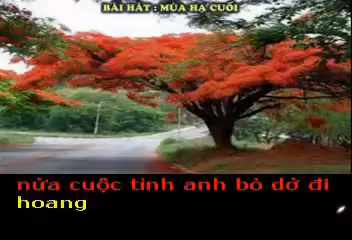 BÀI HÁT : MÙA HẠ CUỐI
nửa cuộc tình anh bỏ dở đi
hoang